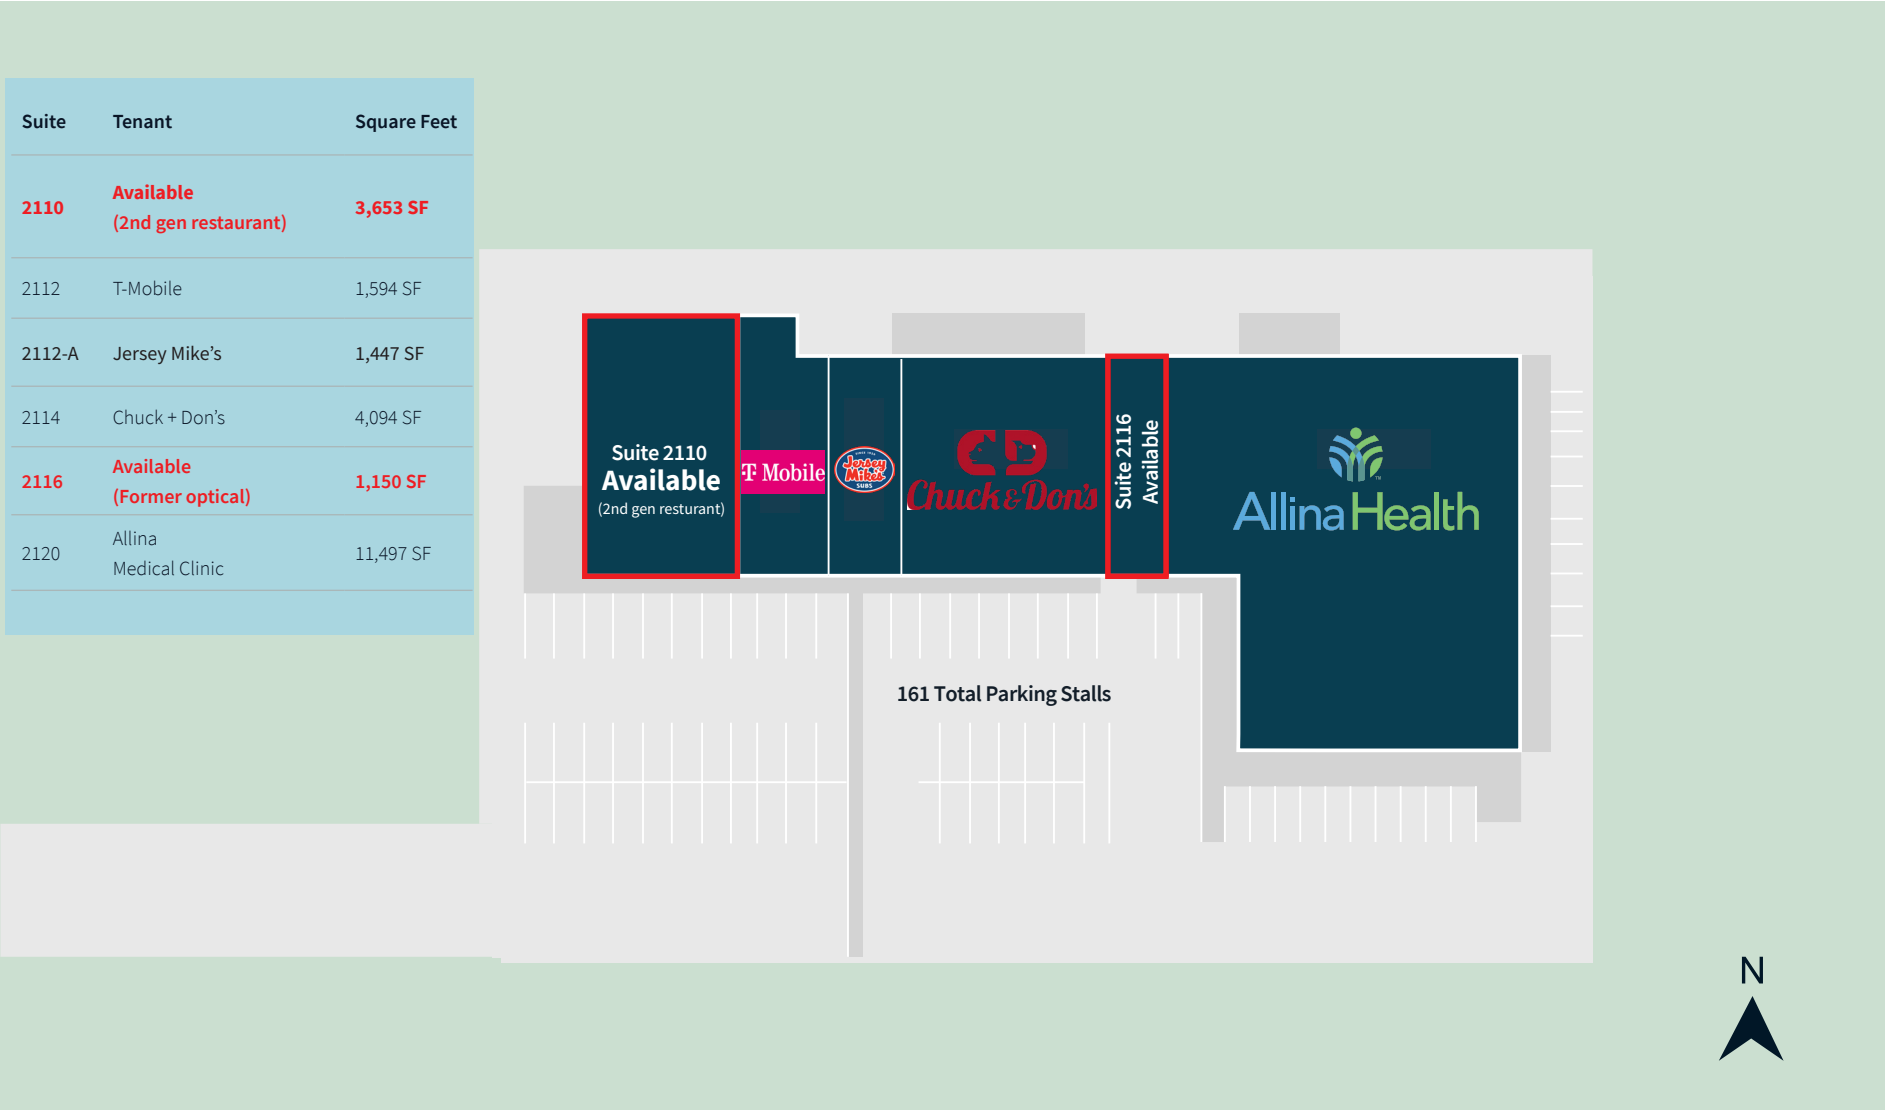 Suite Tenant Square Feet
2110 Available (2nd gen restaurant) 3,653 SF
2112 T-Mobile 1,594 SF
2112-A Jersey Mike's 1,447 SF
2114 Chuck + Don's 4,094 SF
2116 Available (Former optical) 1,150 SF
2120 Allina Medical Clinic 11,497 SF
Suite 2110
Available
(2nd gen resturant)
T Mobile
SINCE 1956
Jersey
Mike's
SUBS
CD
Chuck & Don's
Suite 2116
Available
Allina Health
TM
161 Total Parking Stalls
N